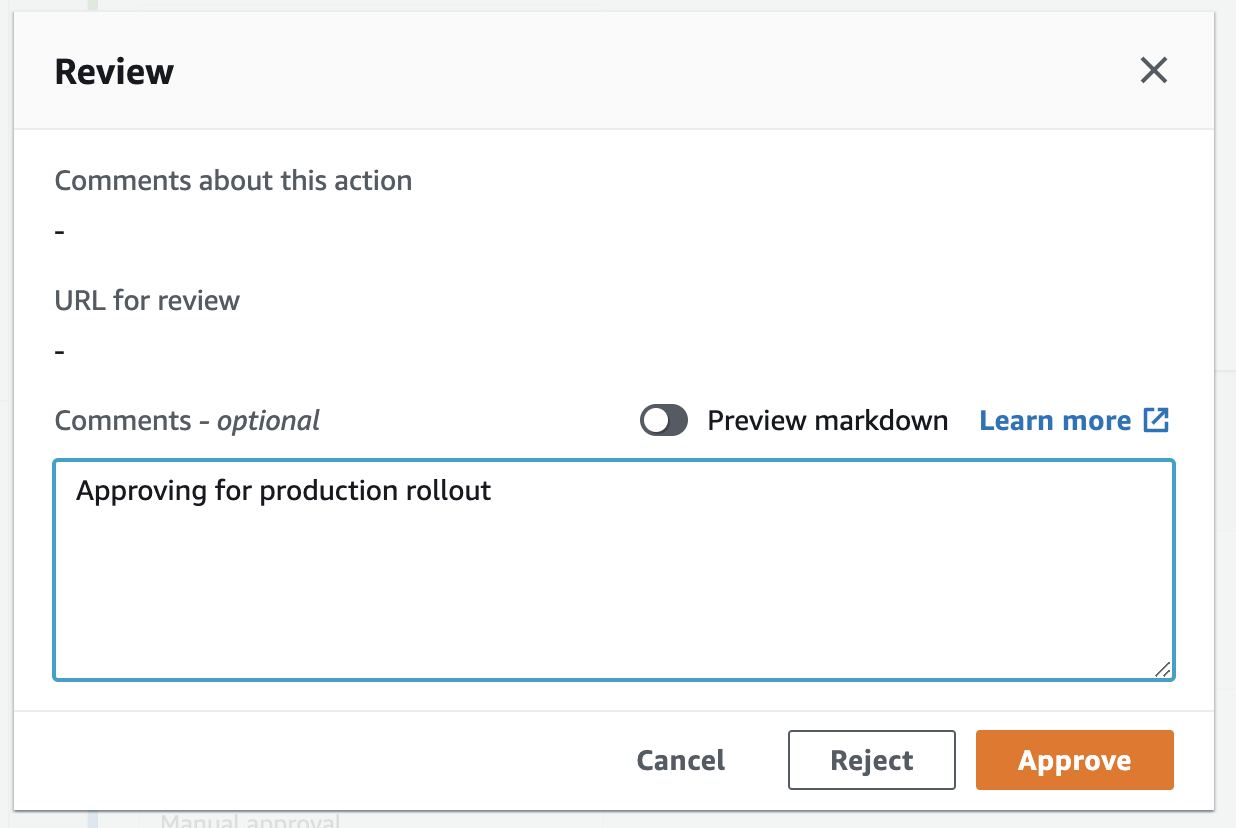 Review
Comments about this action
-
URL for review
-
Comments - optional Preview markdown Learn more
Approving for production rollout
Cancel Reject Approve
Manual approval